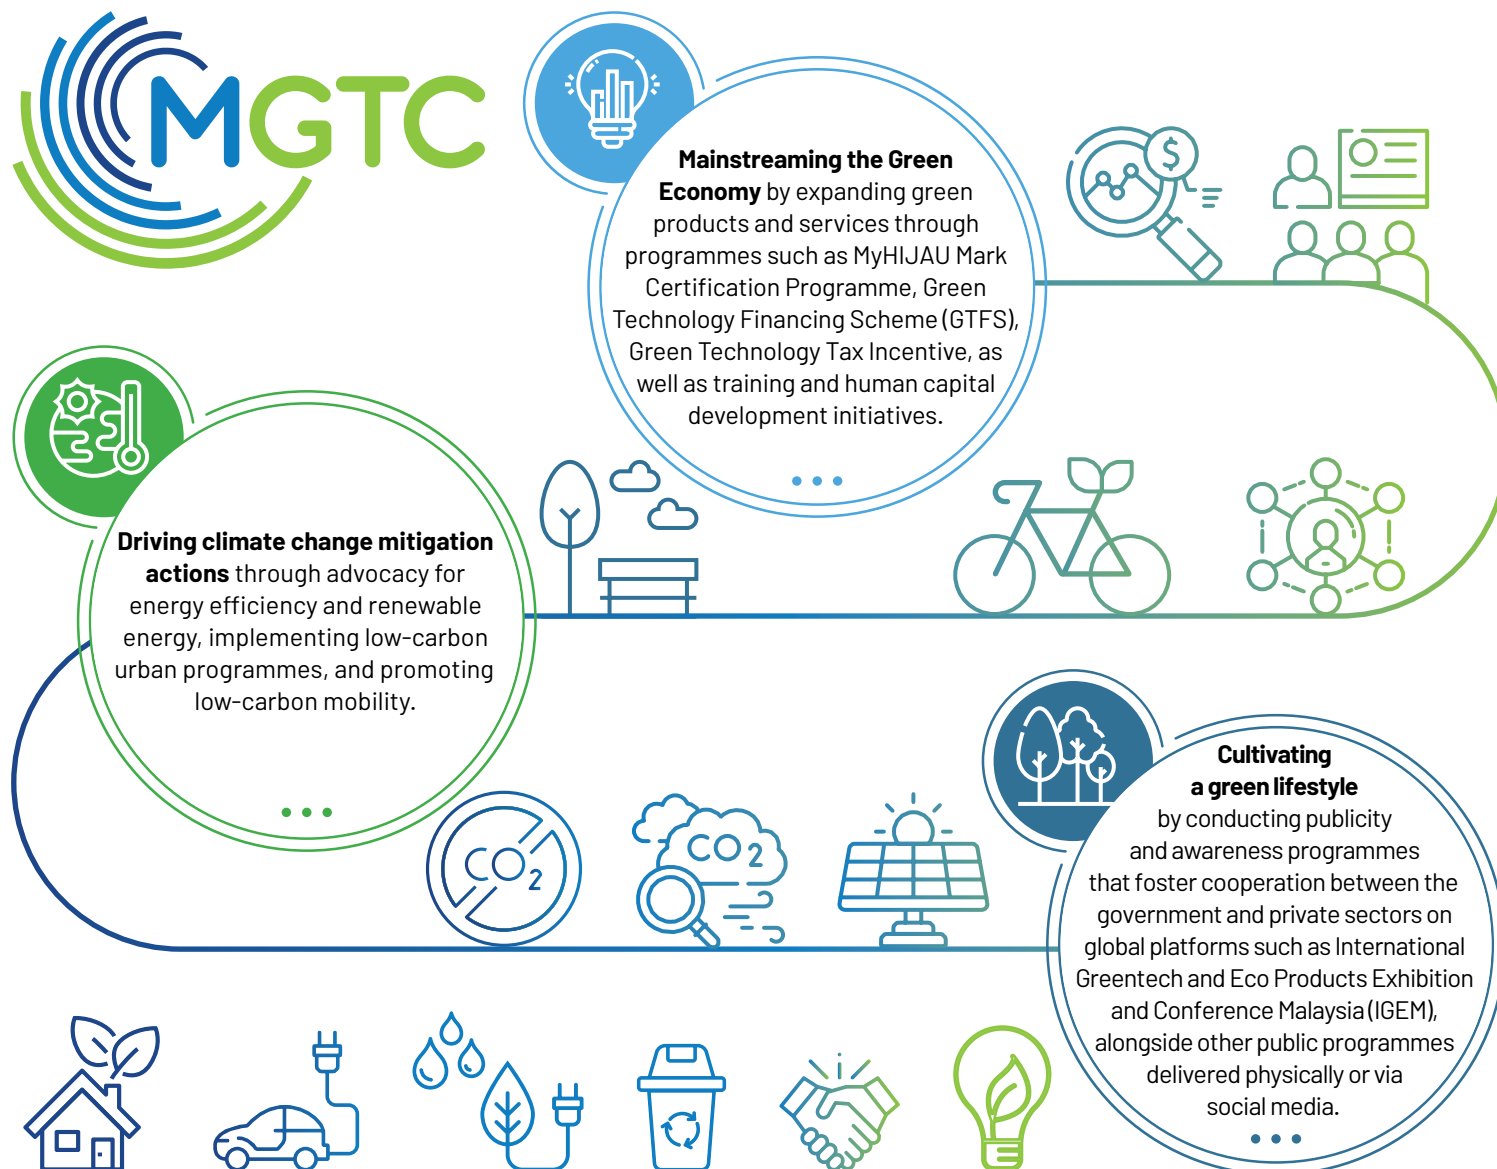 MGTC
Mainstreaming the Green
Economy by expanding green
products and services through
programmes such as MyHIJAU Mark
Certification Programme, Green
Technology Financing Scheme (GTFS),
Green Technology Tax Incentive, as
well as training and human capital
development initiatives.
$
Driving climate change mitigation
actions through advocacy for
energy efficiency and renewable
energy, implementing low-carbon
urban programmes, and promoting
low-carbon mobility.
CO2
CO2
Cultivating
a green lifestyle
by conducting publicity
and awareness programmes
that foster cooperation between the
government and private sectors on
global platforms such as International
Greentech and Eco Products Exhibition
and Conference Malaysia (IGEM),
alongside other public programmes
delivered physically or via
social media.